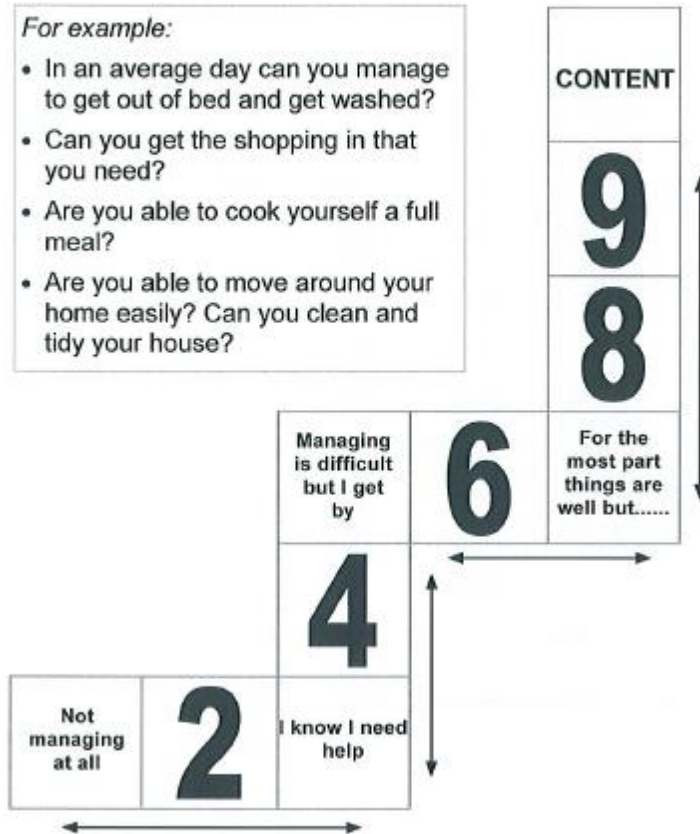 For example:
• In an average day can you manage
to get out of bed and get washed?
• Can you get the shopping in that
you need?
• Are you able to cook yourself a full
meal?
• Are you able to move around your
home easily? Can you clean and
tidy your house?
CONTENT
9
8
Managing
is difficult
but I get
by
6
For the
most part
things are
well but......
4
Not
managing
at all
2
I know I need
help